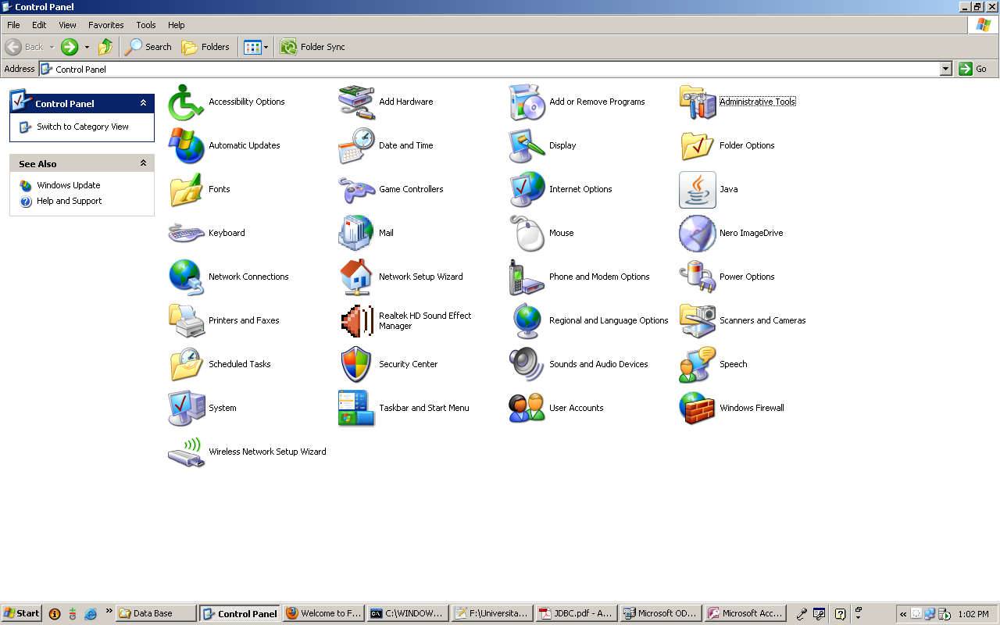 Control Panel
File Edit View Favorites Tools Help
Back Search Folders Folder Sync
Address Control Panel Go
Control Panel
Switch to Category View
See Also
Windows Update
Help and Support
Accessibility Options Add Hardware Add or Remove Programs Administrative Tools
Automatic Updates Date and Time Display Folder Options
Fonts Game Controllers Internet Options Java
Keyboard Mail Mouse Nero ImageDrive
Network Connections Network Setup Wizard Phone and Modem Options Power Options
Printers and Faxes Realtek HD Sound Effect Manager Regional and Language Options Scanners and Cameras
Scheduled Tasks Security Center Sounds and Audio Devices Speech
System Taskbar and Start Menu User Accounts Windows Firewall
Wireless Network Setup Wizard
Start » Data Base Control Panel Welcome to F... C:\WINDOW... F:\Universita... JDBC.pdf - A... Microsoft OD... Microsoft Acc... « 1:02 PM